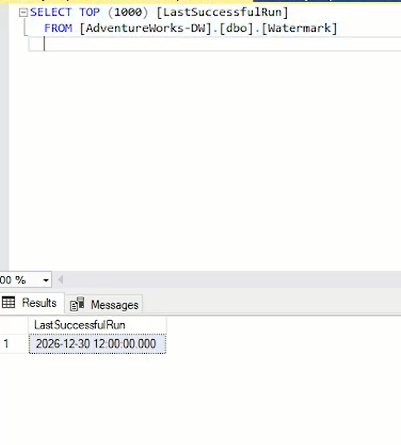 SELECT TOP (1000) [LastSuccessfulRun]
FROM [AdventureWorks-DW].[dbo].[Watermark]
00 %
Results
Messages
LastSuccessfulRun
1 2026-12-30 12:00:00.000